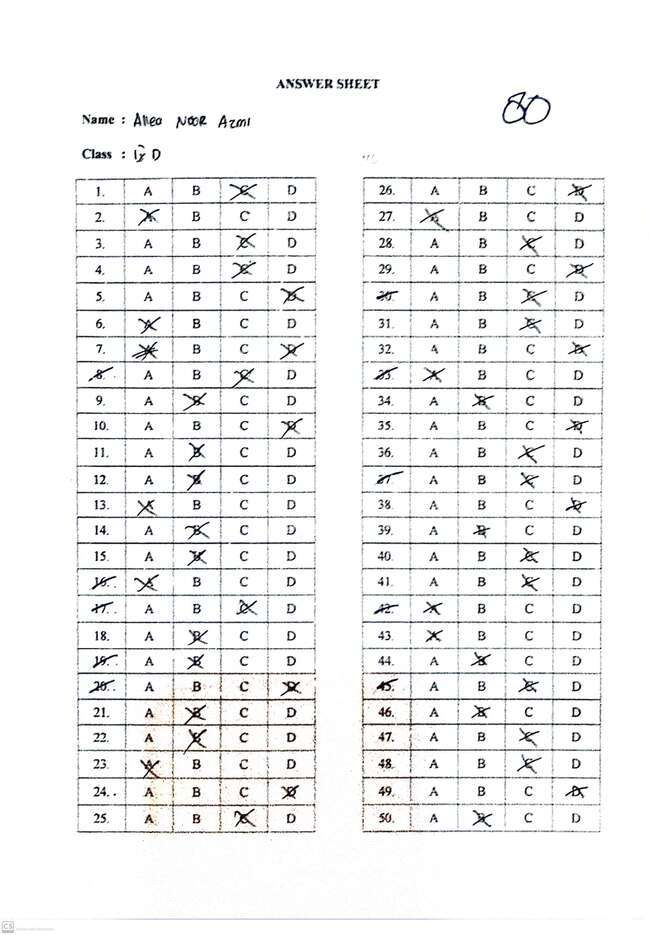 ANSWER SHEET
80
Name : Noor Azmi
Class : IX D
1. A B C D
2. A B C D
3. A B C D
4. A B C D
5. A B C D
6. A B C D
7. A B C D
8. A B C D
9. A B C D
10. A B C D
11. A B C D
12. A B C D
13. A B C D
14. A B C D
15. A B C D
16. A B C D
17. A B C D
18. A B C D
19. A B C D
20. A B C D
21. A B C D
22. A B C D
23. A B C D
24. A B C D
25. A B C D
26. A B C D
27. A B C D
28. A B C D
29. A B C D
30. A B C D
31. A B C D
32. A B C D
33. A B C D
34. A B C D
35. A B C D
36. A B C D
37. A B C D
38. A B C D
39. A B C D
40. A B C D
41. A B C D
42. A B C D
43. A B C D
44. A B C D
45. A B C D
46. A B C D
47. A B C D
48. A B C D
49. A B C D
50. A B C D
CS